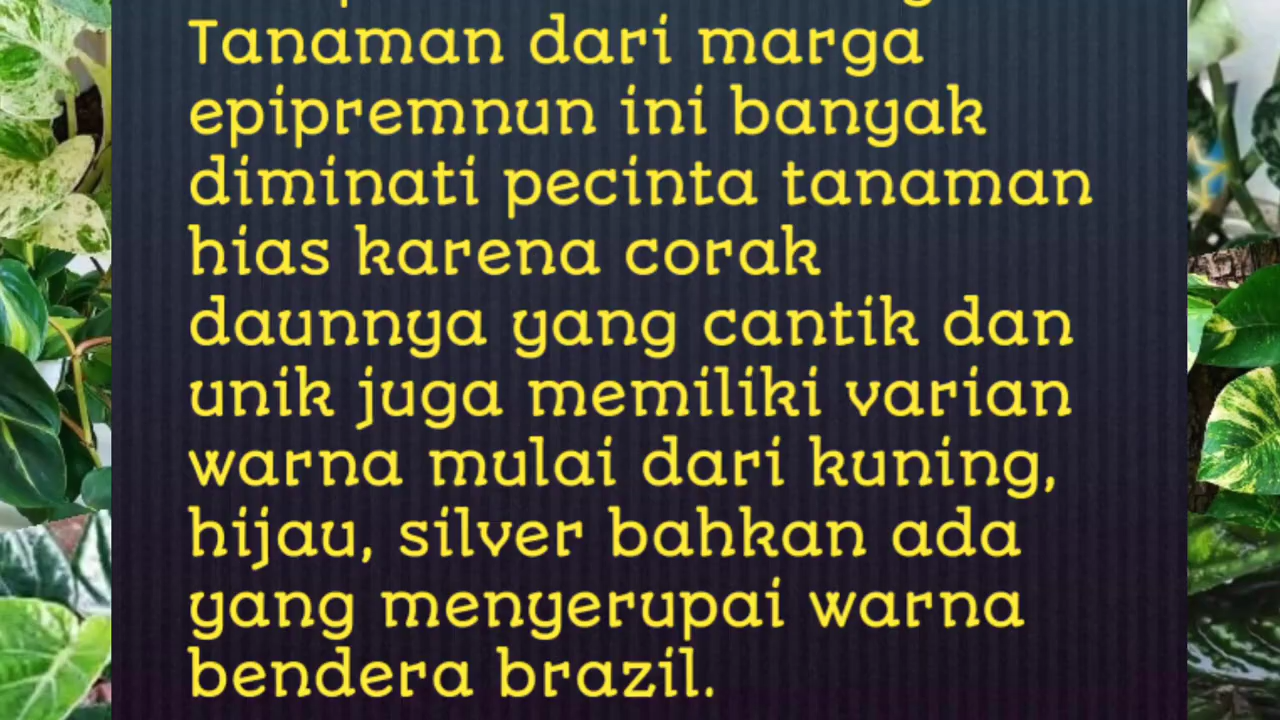 Tanaman dari marga
epipremnun ini banyak
diminati pecinta tanaman
hias karena corak
daunnya yang cantik dan
unik juga memiliki varian
warna mulai dari kuning,
hijau, silver bahkan ada
yang menyerupai warna
bendera brazil.